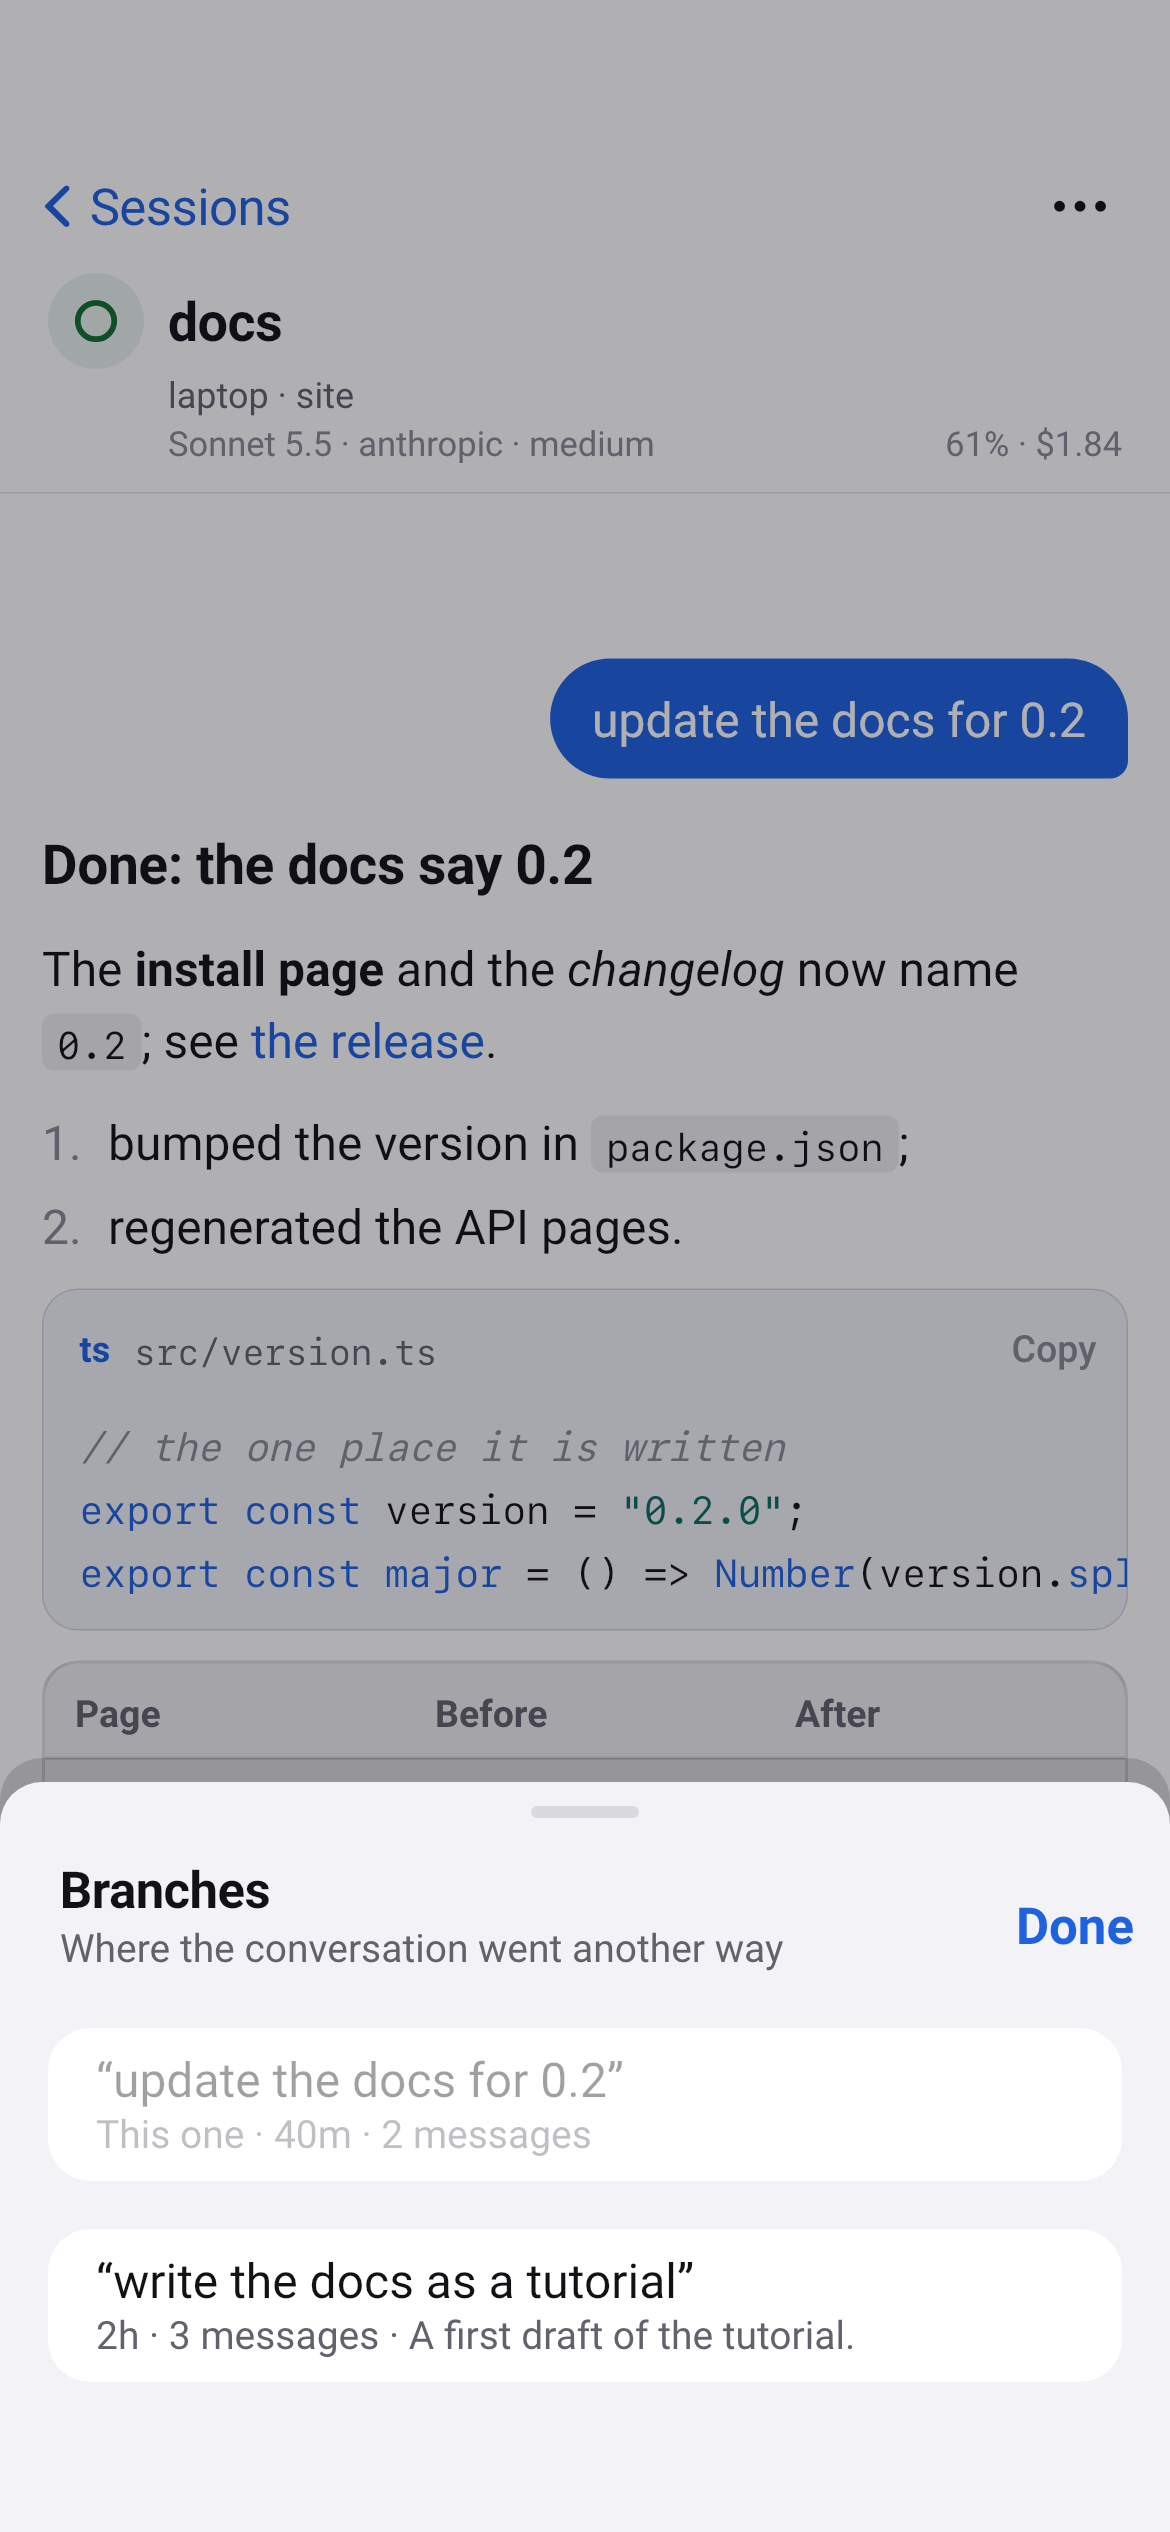 Sessions
docs
laptop · site
Sonnet 5.5 · anthropic · medium 61% · $1.84
update the docs for 0.2
Done: the docs say 0.2
The install page and the changelog now name
0.2; see the release.
1. bumped the version in package.json;
2. regenerated the API pages.
ts src/version.ts Copy
// the one place it is written
export const version = "0.2.0";
export const major = () => Number(version.spl
Page Before After
Branches
Where the conversation went another way
Done
“update the docs for 0.2”
This one · 40m · 2 messages
“write the docs as a tutorial”
2h · 3 messages · A first draft of the tutorial.